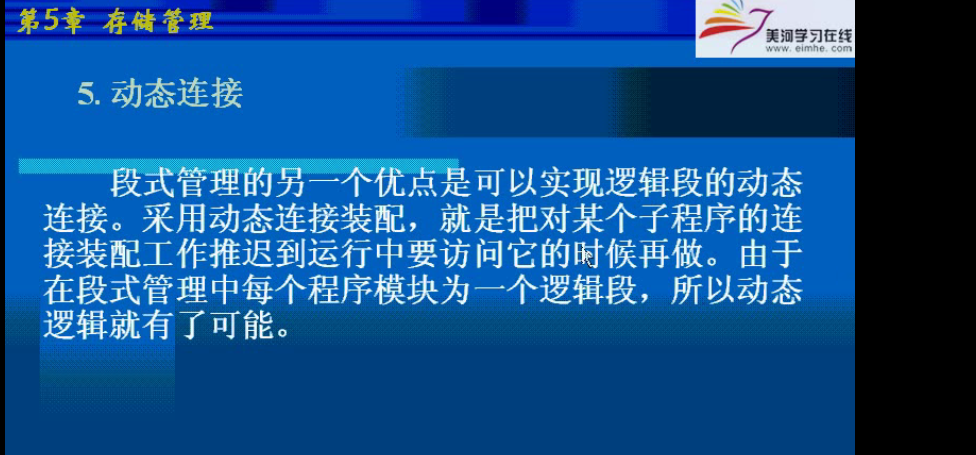 第5章 存储管理
美河学习在线
www. eimhe. com
5. 动态连接
段式管理的另一个优点是可以实现逻辑段的动态
连接。采用动态连接装配，就是把对某个子程序的连
接装配工作推迟到运行中要访问它的时候再做。由于
在段式管理中每个程序模块为一个逻辑段，所以动态
逻辑就有了可能。